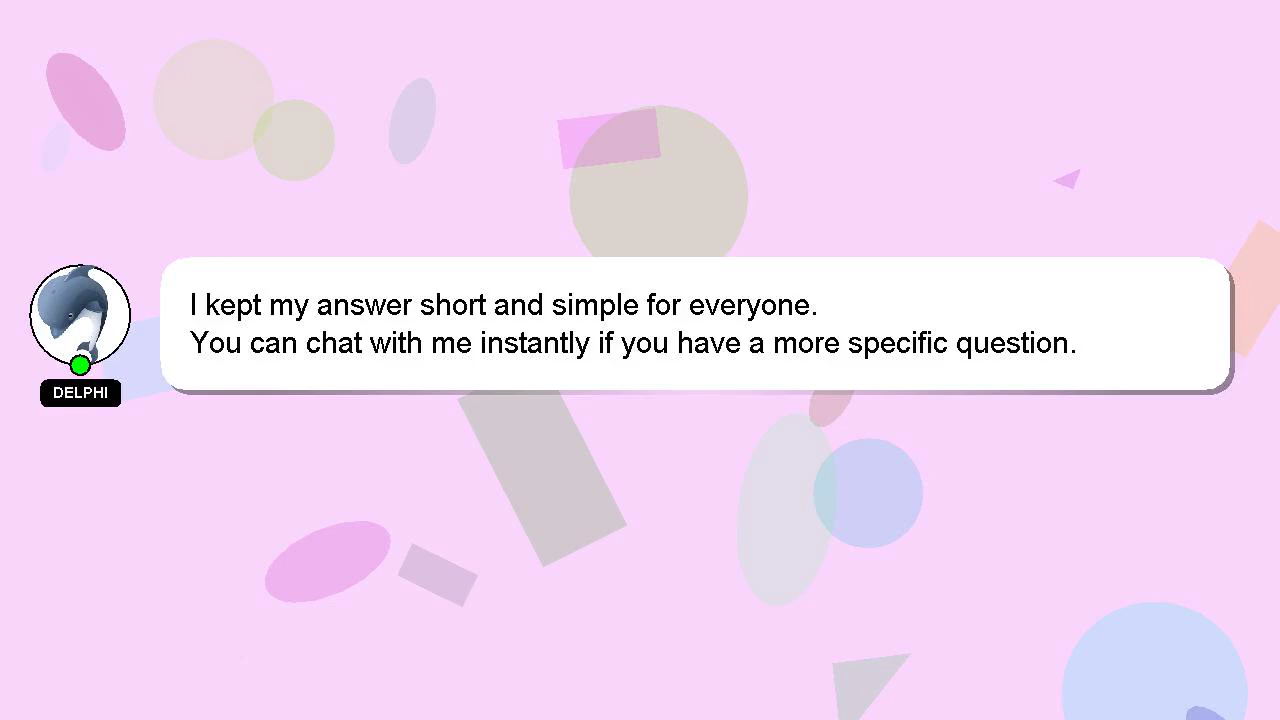 I kept my answer short and simple for everyone.
You can chat with me instantly if you have a more specific question.
DELPHI